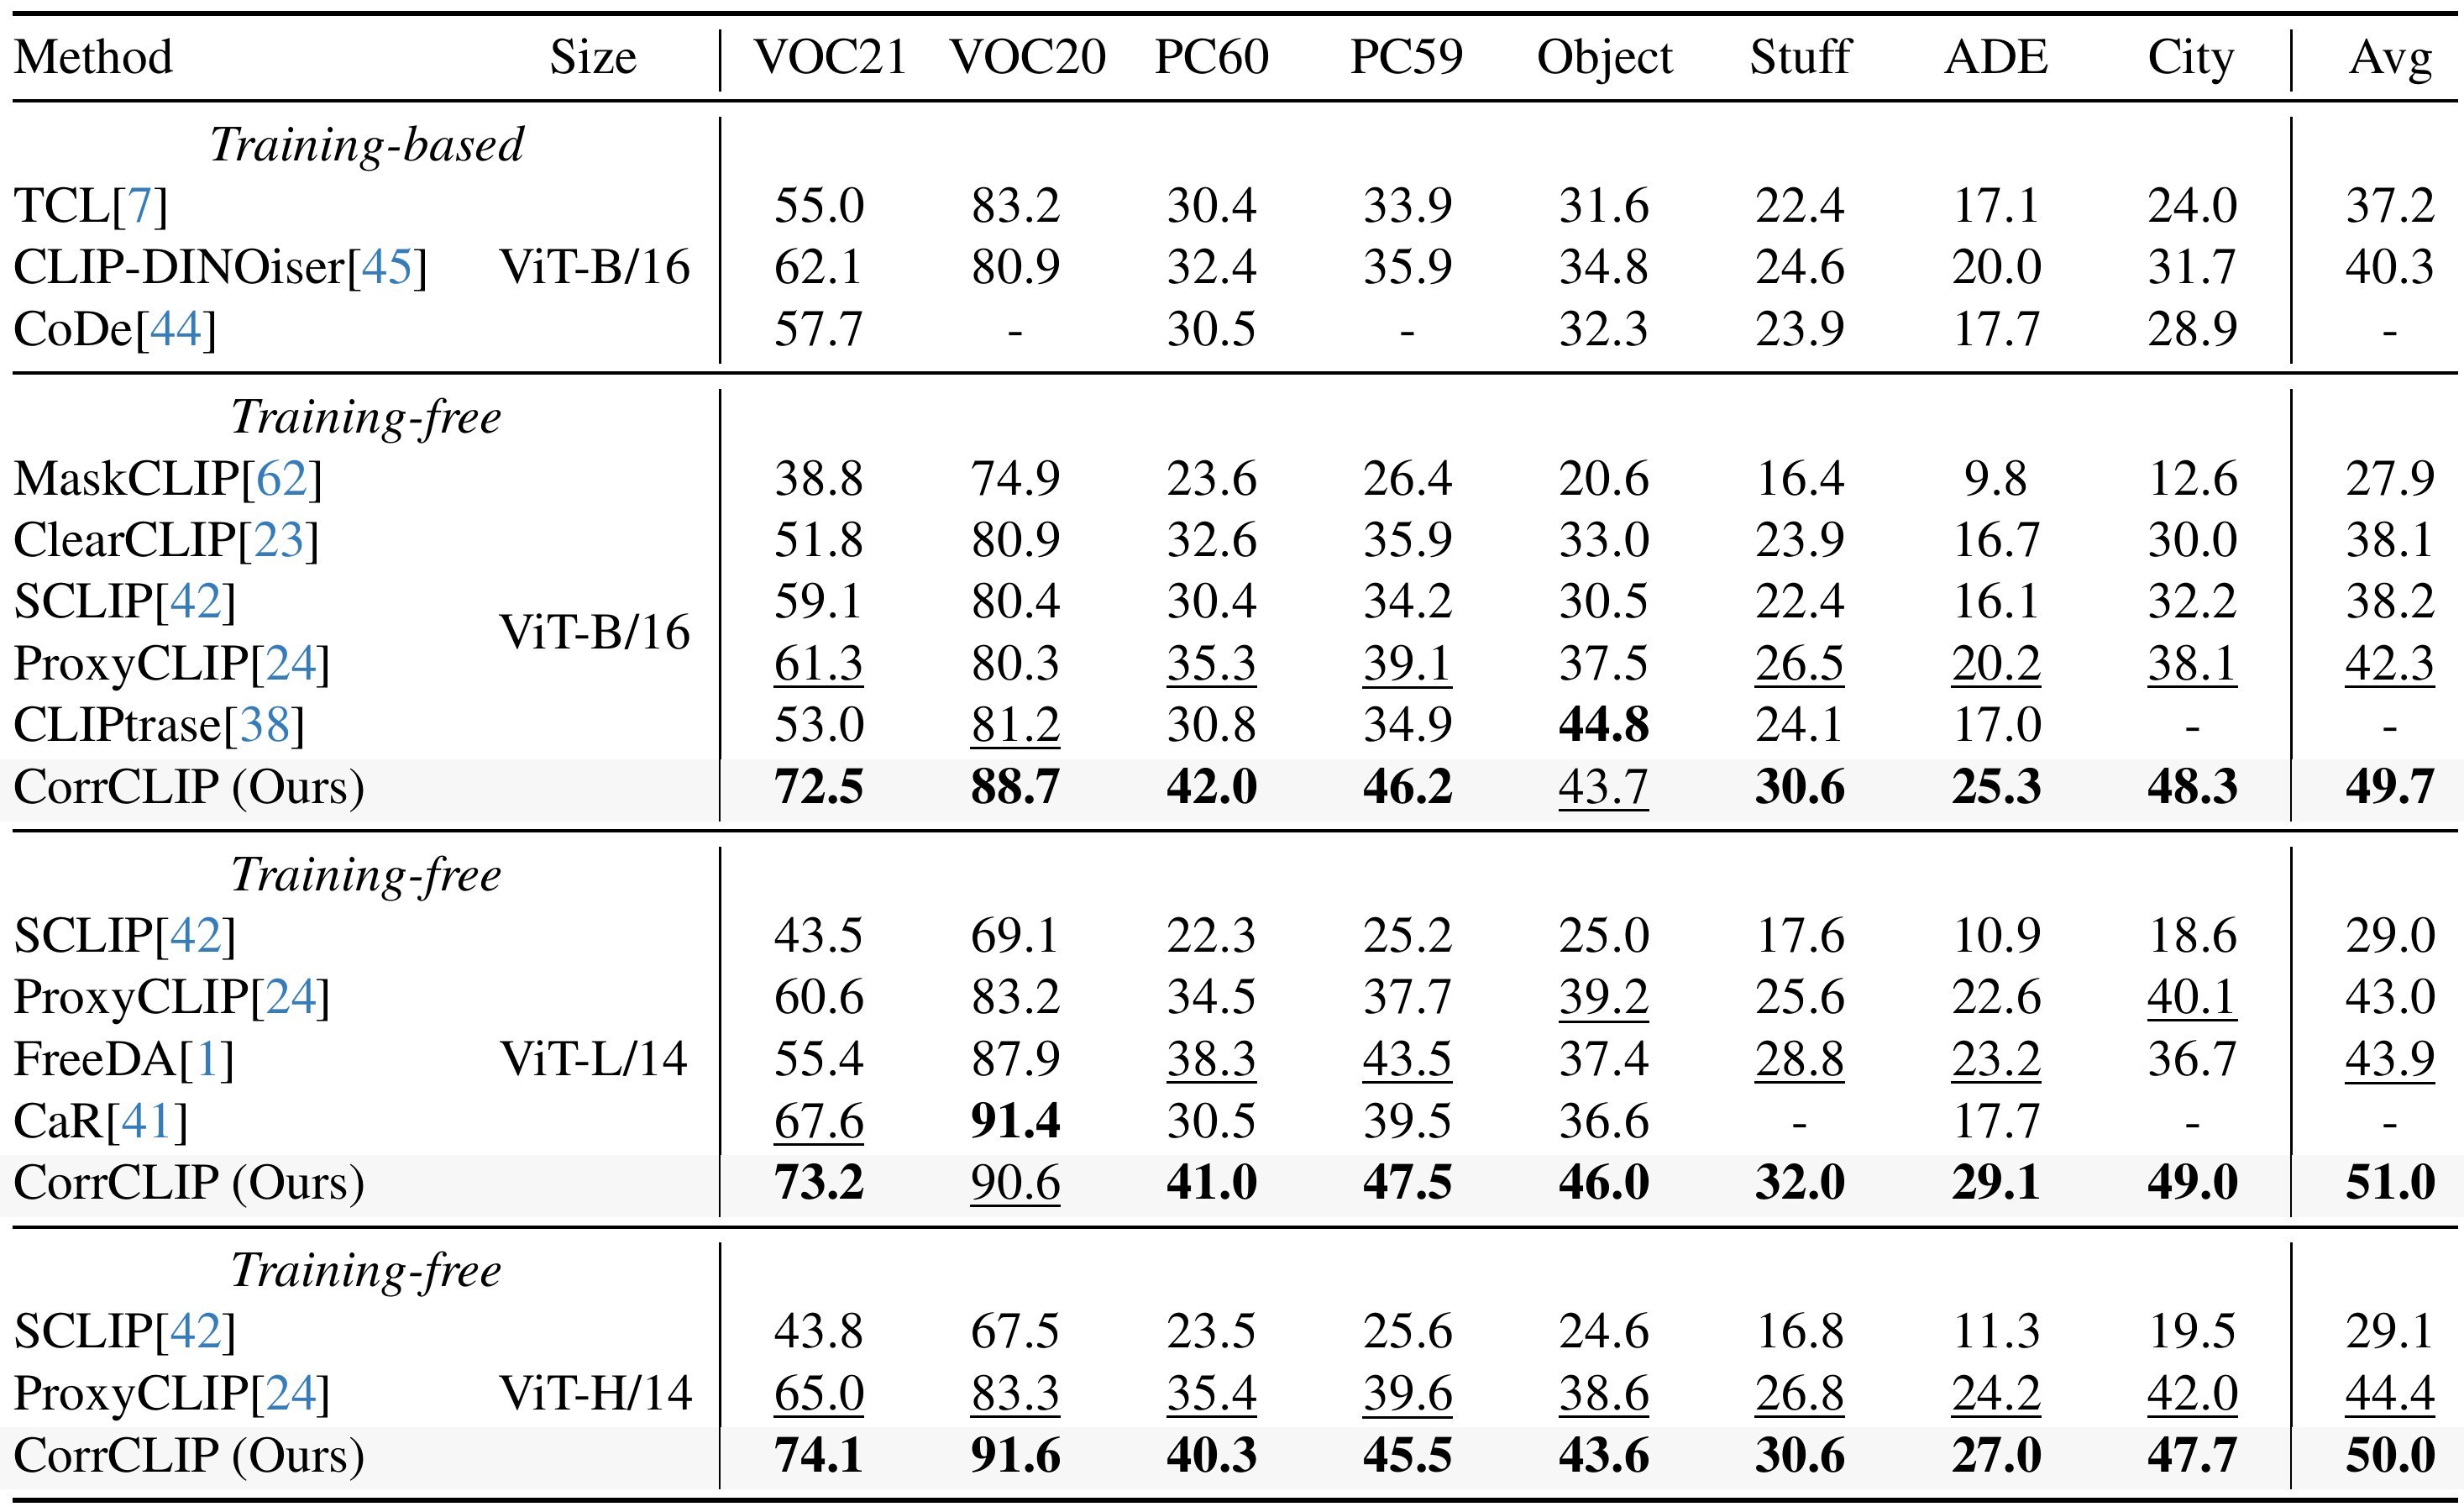 Method Size VOC21 VOC20 PC60 PC59 Object Stuff ADE City Avg
Training-based
TCL[7] 55.0 83.2 30.4 33.9 31.6 22.4 17.1 24.0 37.2
CLIP-DINOiser[45] ViT-B/16 62.1 80.9 32.4 35.9 34.8 24.6 20.0 31.7 40.3
CoDe[44] 57.7 - 30.5 - 32.3 23.9 17.7 28.9 -
Training-free
MaskCLIP[62] 38.8 74.9 23.6 26.4 20.6 16.4 9.8 12.6 27.9
ClearCLIP[23] 51.8 80.9 32.6 35.9 33.0 23.9 16.7 30.0 38.1
SCLIP[42] 59.1 80.4 30.4 34.2 30.5 22.4 16.1 32.2 38.2
ViT-B/16
ProxyCLIP[24] 61.3 80.3 35.3 39.1 37.5 26.5 20.2 38.1 42.3
CLIPtrase[38] 53.0 81.2 30.8 34.9 44.8 24.1 17.0 - -
CorrCLIP (Ours) 72.5 88.7 42.0 46.2 43.7 30.6 25.3 48.3 49.7
Training-free
SCLIP[42] 43.5 69.1 22.3 25.2 25.0 17.6 10.9 18.6 29.0
ProxyCLIP[24] 60.6 83.2 34.5 37.7 39.2 25.6 22.6 40.1 43.0
FreeDA[1] ViT-L/14 55.4 87.9 38.3 43.5 37.4 28.8 23.2 36.7 43.9
CaR[41] 67.6 91.4 30.5 39.5 36.6 - 17.7 - -
CorrCLIP (Ours) 73.2 90.6 41.0 47.5 46.0 32.0 29.1 49.0 51.0
Training-free
SCLIP[42] 43.8 67.5 23.5 25.6 24.6 16.8 11.3 19.5 29.1
ProxyCLIP[24] ViT-H/14 65.0 83.3 35.4 39.6 38.6 26.8 24.2 42.0 44.4
CorrCLIP (Ours) 74.1 91.6 40.3 45.5 43.6 30.6 27.0 47.7 50.0